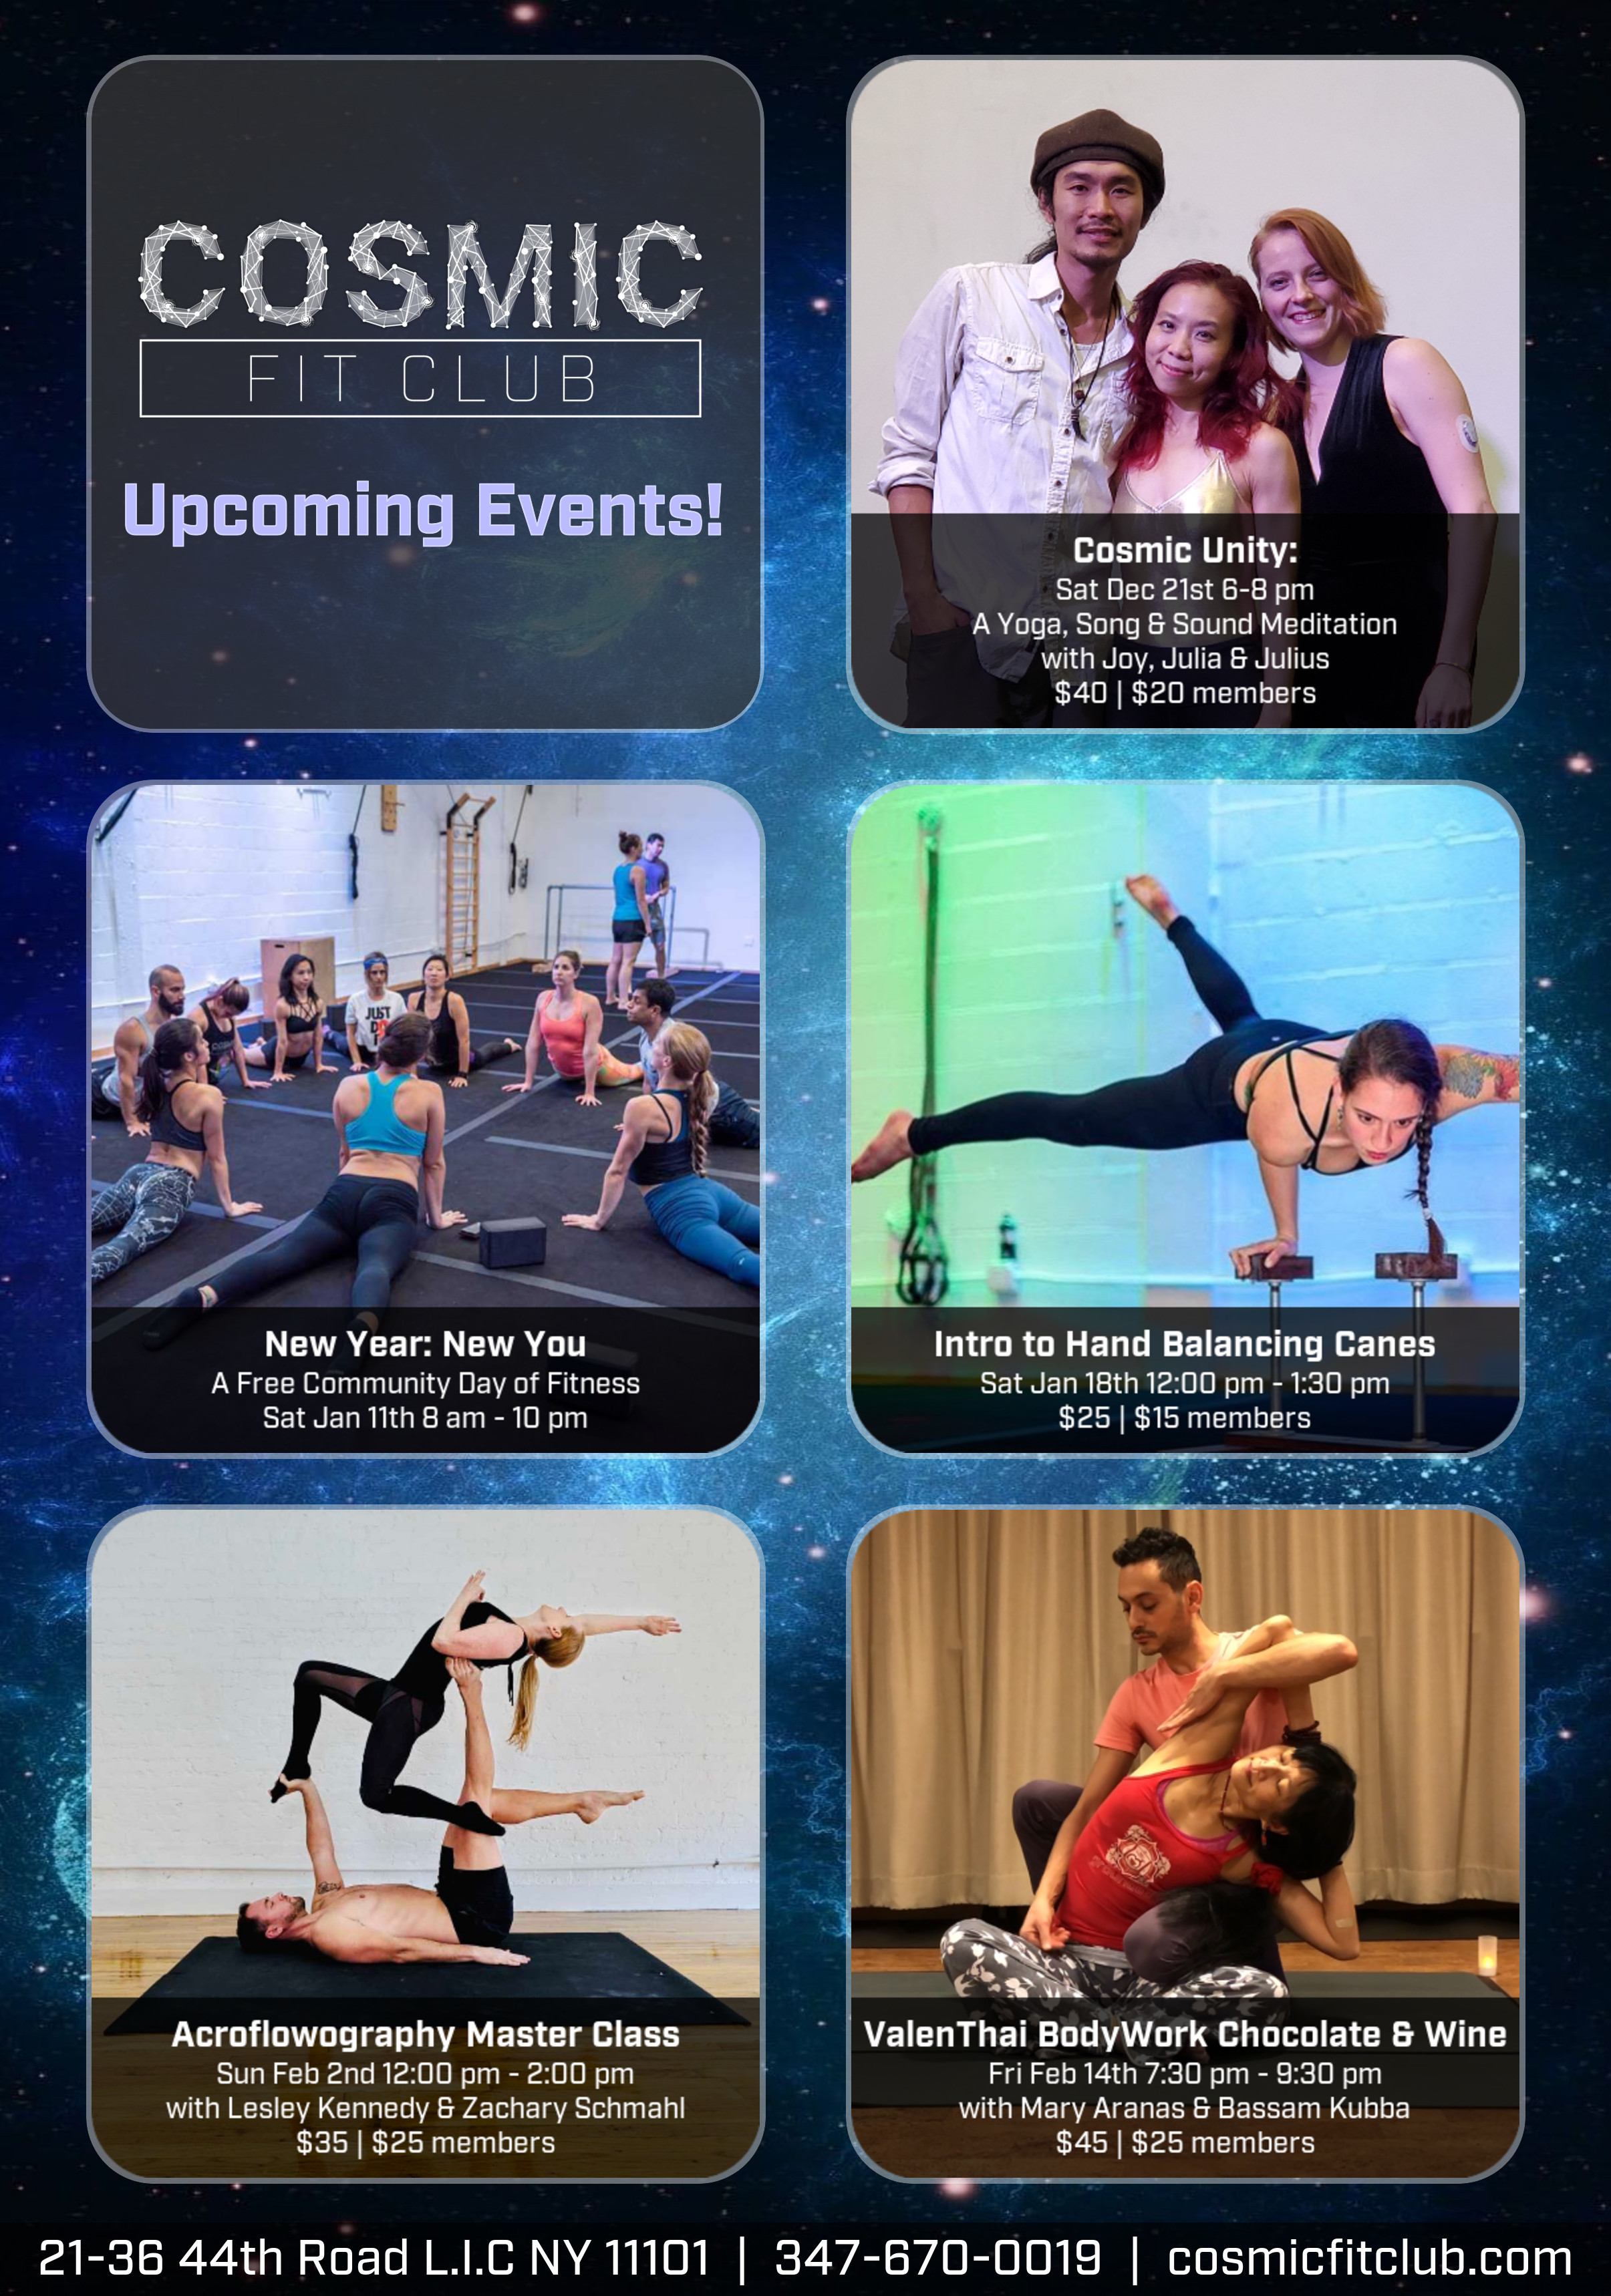 COSMIC
FIT CLUB
Upcoming Events!
Cosmic Unity:
Sat Dec 21st 6-8 pm
A Yoga, Song & Sound Meditation
with Joy, Julia & Julius
$40 | $20 members
JUST
New Year: New You
A Free Community Day of Fitness
Sat Jan 11th 8 am - 10 pm
Intro to Hand Balancing Canes
Sat Jan 18th 12:00 pm - 1:30 pm
$25 | $15 members
Acroflowography Master Class
Sun Feb 2nd 12:00 pm - 2:00 pm
with Lesley Kennedy & Zachary Schmahl
$35 | $25 members
ValenThai BodyWork Chocolate & Wine
Fri Feb 14th 7:30 pm - 9:30 pm
with Mary Aranas & Bassam Kubba
$45 | $25 members
21-36 44th Road L.I.C NY 11101 | 347-670-0019 | cosmicfitclub.com